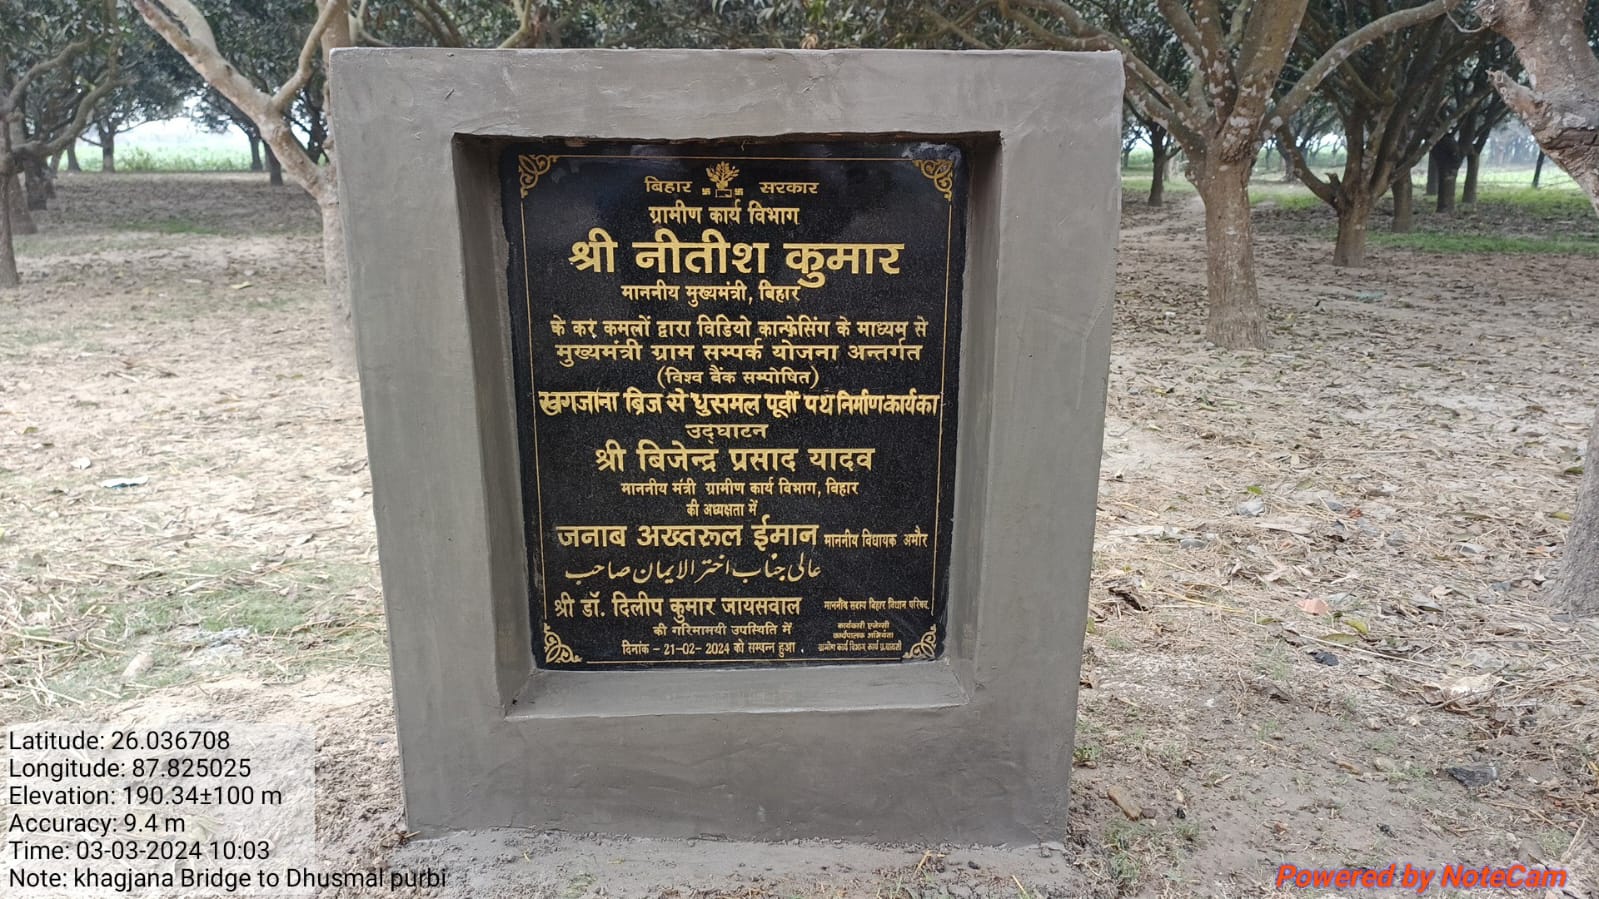 बिहार सरकार
ग्रामीण कार्य विभाग
श्री नीतीश कुमार
माननीय मुख्यमंत्री, बिहार
के कर कमलों द्वारा विडियो कान्फ्रेसिंग के माध्यम से
मुख्यमंत्री ग्राम सम्पर्क योजना अन्तर्गत
(विश्व बैंक सम्पोषित)
खगजाना ब्रिज से धुसमल पूर्वी पथ निर्माण कार्य का
उद्घाटन
श्री बिजेन्द्र प्रसाद यादव
माननीय मंत्री ग्रामीण कार्य विभाग, बिहार
की अध्यक्षता में
जनाब अख्तरूल ईमान माननीय विधायक अमौर
عالی جناب اختر الایمان صاحب
श्री डॉ. दिलीप कुमार जायसवाल माननीय सदस्य बिहार विधान परिषद
की गरिमामयी उपस्थिति में
दिनांक - 21-02- 2024 को सम्पन्न हुआ
कार्यकारी एजेन्सी
कार्यपालक अभियंता
ग्रामीण कार्य विभाग, कार्य प्र.
Latitude: 26.036708
Longitude: 87.825025
Elevation: 190.34±100 m
Accuracy: 9.4 m
Time: 03-03-2024 10:03
Note: khagjana Bridge to Dhusmal purbi
Powered by NoteCam